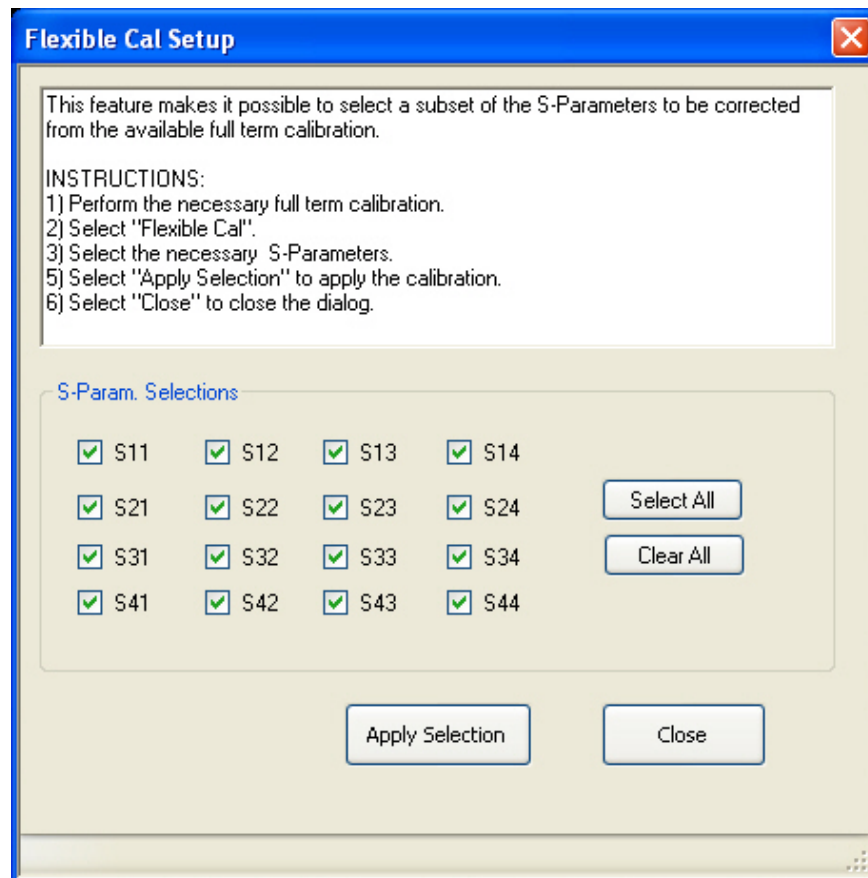 Flexible Cal Setup
This feature makes it possible to select a subset of the S-Parameters to be corrected
from the available full term calibration.
INSTRUCTIONS:
1) Perform the necessary full term calibration.
2) Select "Flexible Cal".
3) Select the necessary  S-Parameters.
5) Select "Apply Selection" to apply the calibration.
6) Select "Close" to close the dialog.
S-Param. Selections
S11 S12 S13 S14
S21 S22 S23 S24 Select All
S31 S32 S33 S34 Clear All
S41 S42 S43 S44
Apply Selection Close